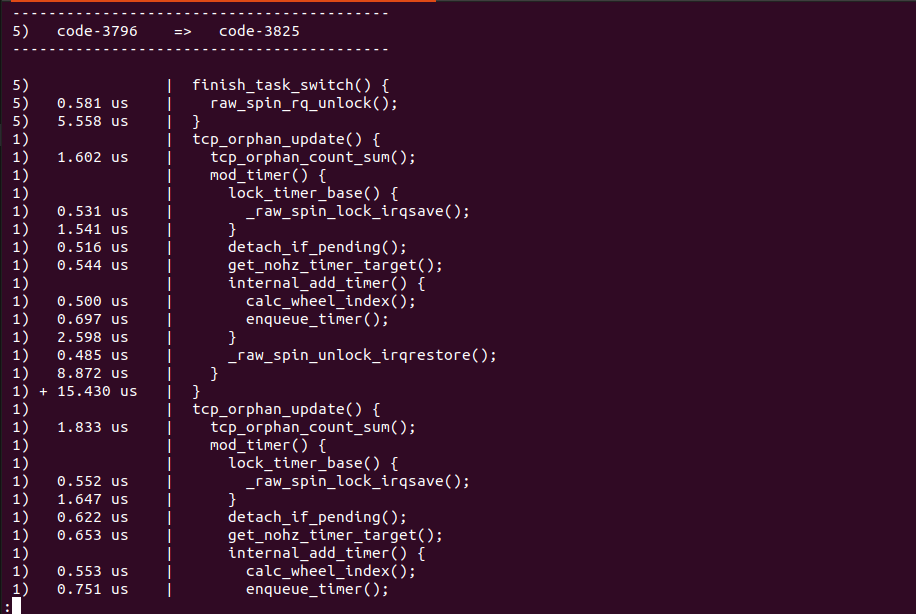 ------------------------------------------
5)   code-3796    =>   code-3825
------------------------------------------

5)               |  finish_task_switch() {
5)   0.581 us    |    raw_spin_rq_unlock();
5)   5.558 us    |  }
1)               |  tcp_orphan_update() {
1)   1.602 us    |    tcp_orphan_count_sum();
1)               |    mod_timer() {
1)               |      lock_timer_base() {
1)   0.531 us    |        _raw_spin_lock_irqsave();
1)   1.541 us    |      }
1)   0.516 us    |      detach_if_pending();
1)   0.544 us    |      get_nohz_timer_target();
1)               |      internal_add_timer() {
1)   0.500 us    |        calc_wheel_index();
1)   0.697 us    |        enqueue_timer();
1)   2.598 us    |      }
1)   0.485 us    |      _raw_spin_unlock_irqrestore();
1)   8.872 us    |    }
1) + 15.430 us   |  }
1)               |  tcp_orphan_update() {
1)   1.833 us    |    tcp_orphan_count_sum();
1)               |    mod_timer() {
1)               |      lock_timer_base() {
1)   0.552 us    |        _raw_spin_lock_irqsave();
1)   1.647 us    |      }
1)   0.622 us    |      detach_if_pending();
1)   0.653 us    |      get_nohz_timer_target();
1)               |      internal_add_timer() {
1)   0.553 us    |        calc_wheel_index();
1)   0.751 us    |        enqueue_timer();
: